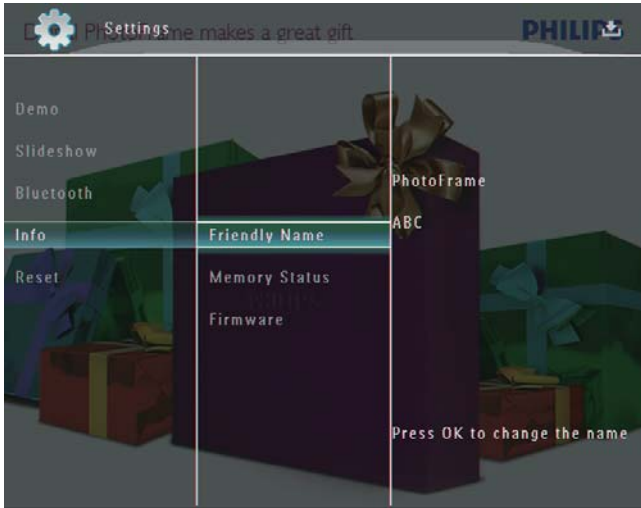 Settings
PhotoFrame makes a great gift
PHILIPS
Demo
Slideshow
Bluetooth
Info
Reset
Friendly Name
Memory Status
Firmware
PhotoFrame
ABC
Press OK to change the name